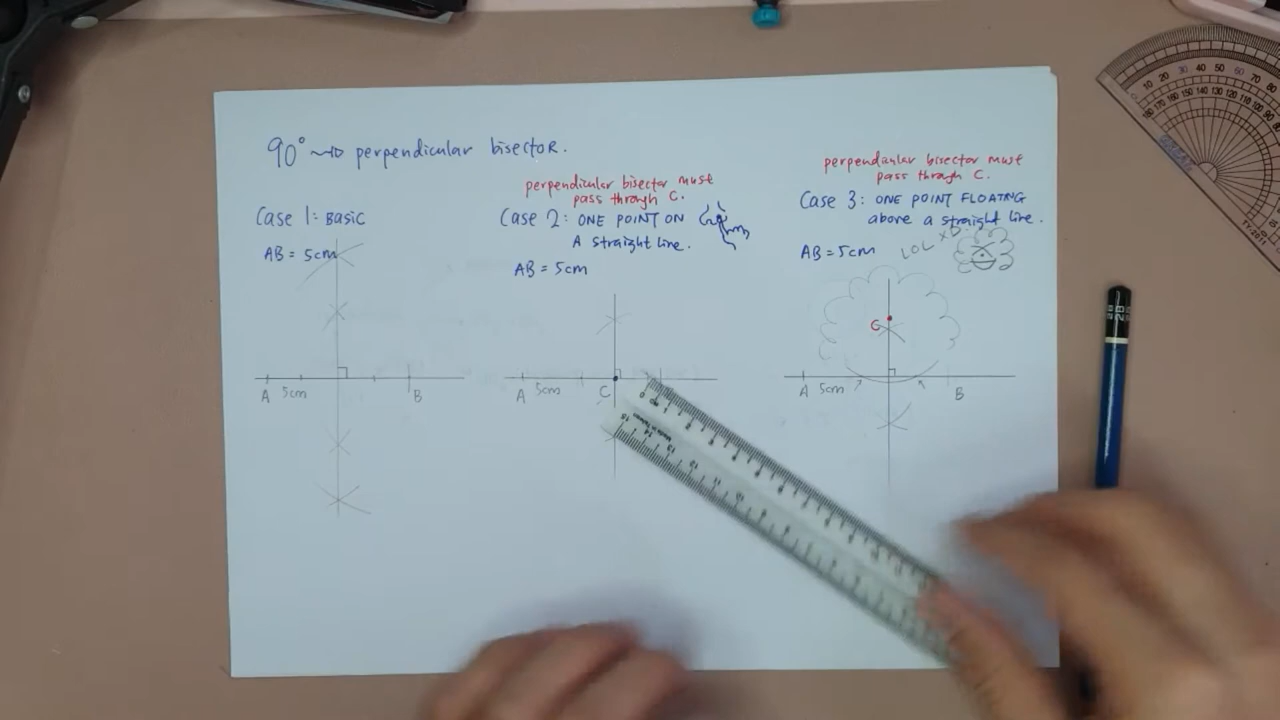 90° → perpendicular bisector.
Case 1: BASIC
AB = 5cm
A 5cm B
perpendicular bisector must
pass through C.
Case 2: ONE POINT ON
A straight line.
AB = 5cm
A 5cm C
perpendicular bisector must
pass through C.
Case 3: ONE POINT FLOATING
above a straight line.
AB = 5cm
LOL XD
C
A 5cm B